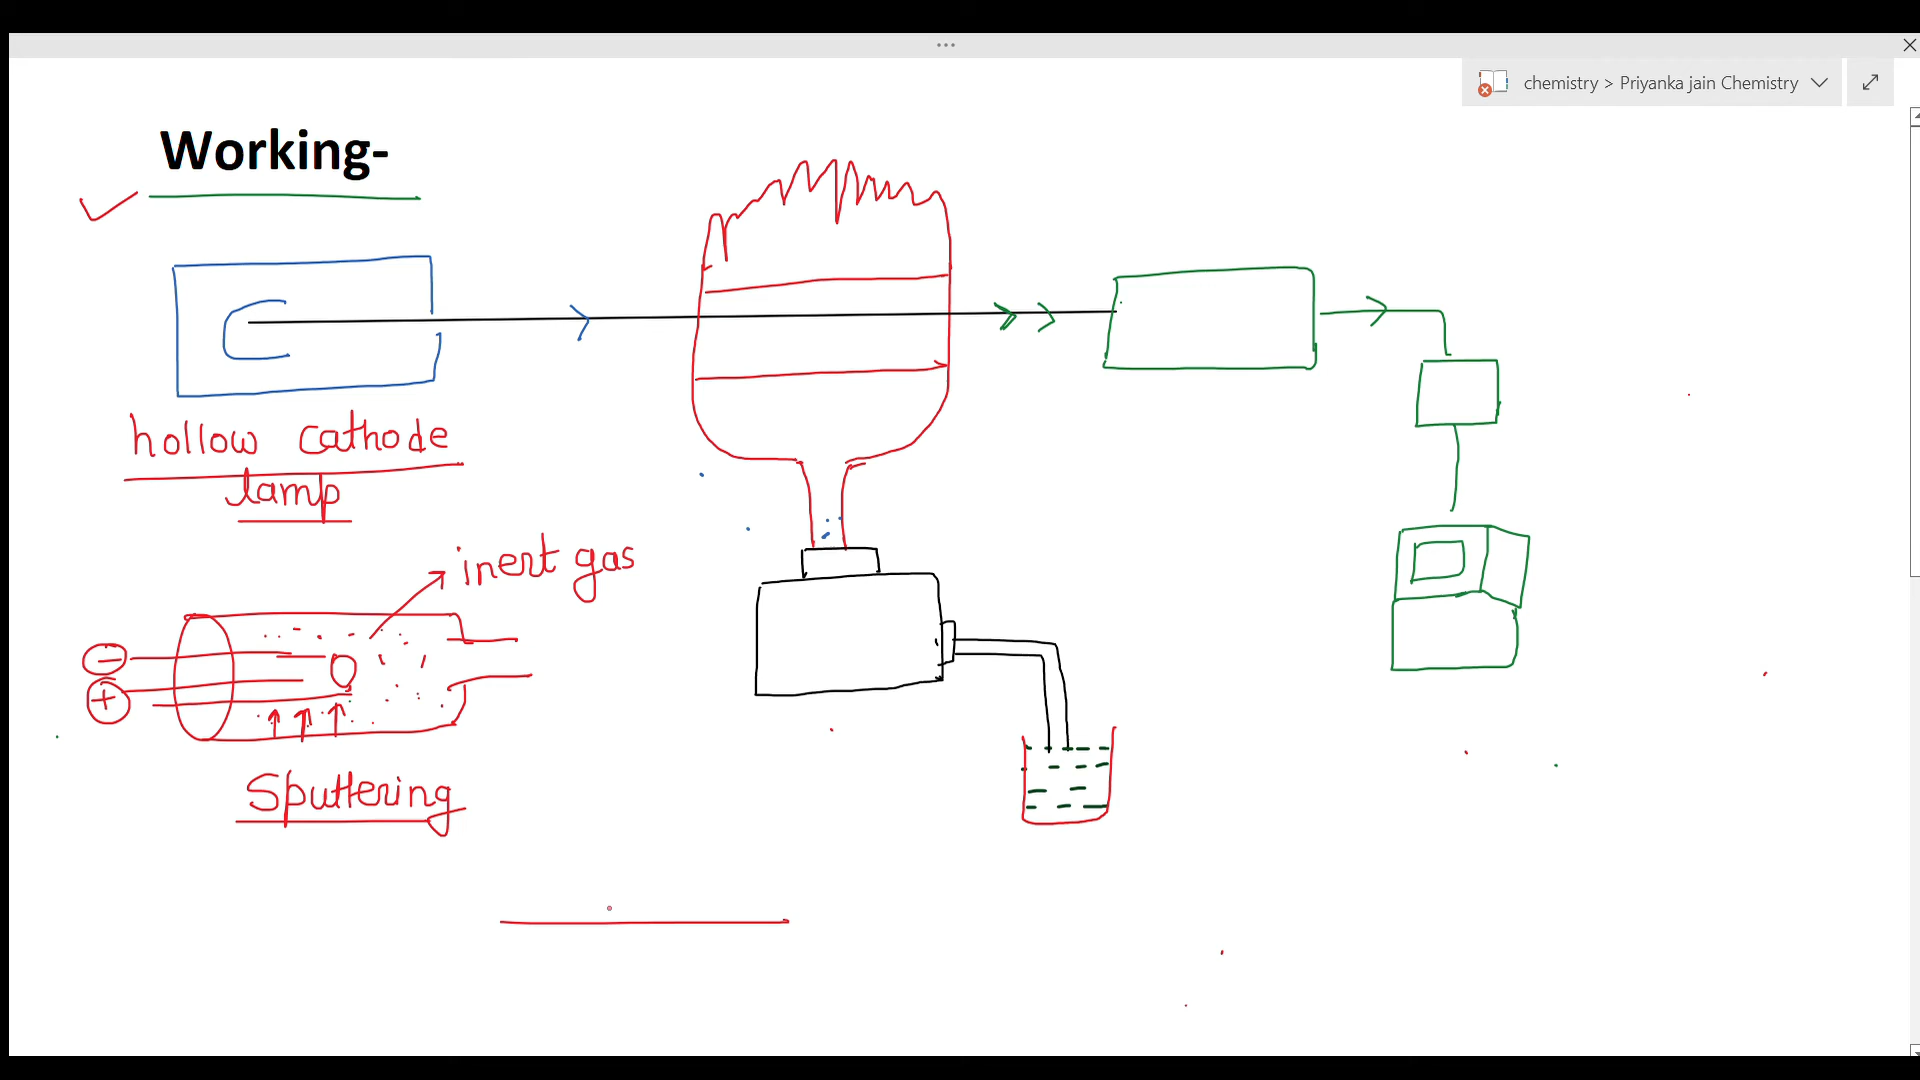 chemistry > Priyanka jain Chemistry
Working-
hollow cathode
lamp
inert gas
−
+
Sputtering